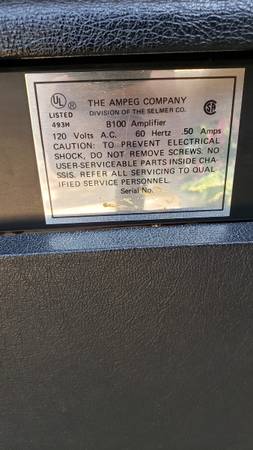 UL
THE AMPEG COMPANY
LISTED
DIVISION OF THE SELMER CO.
SA
493H
B100 Amplifier
120 Volts A.C. 60 Hertz .50 Amps
CAUTION: TO PREVENT ELECTRICAL
SHOCK, DO NOT REMOVE SCREWS. NO
USER-SERVICEABLE PARTS INSIDE CHA-
SSIS. REFER ALL SERVICING TO QUAL
IFIED SERVICE PERSONNEL.
Serial No.